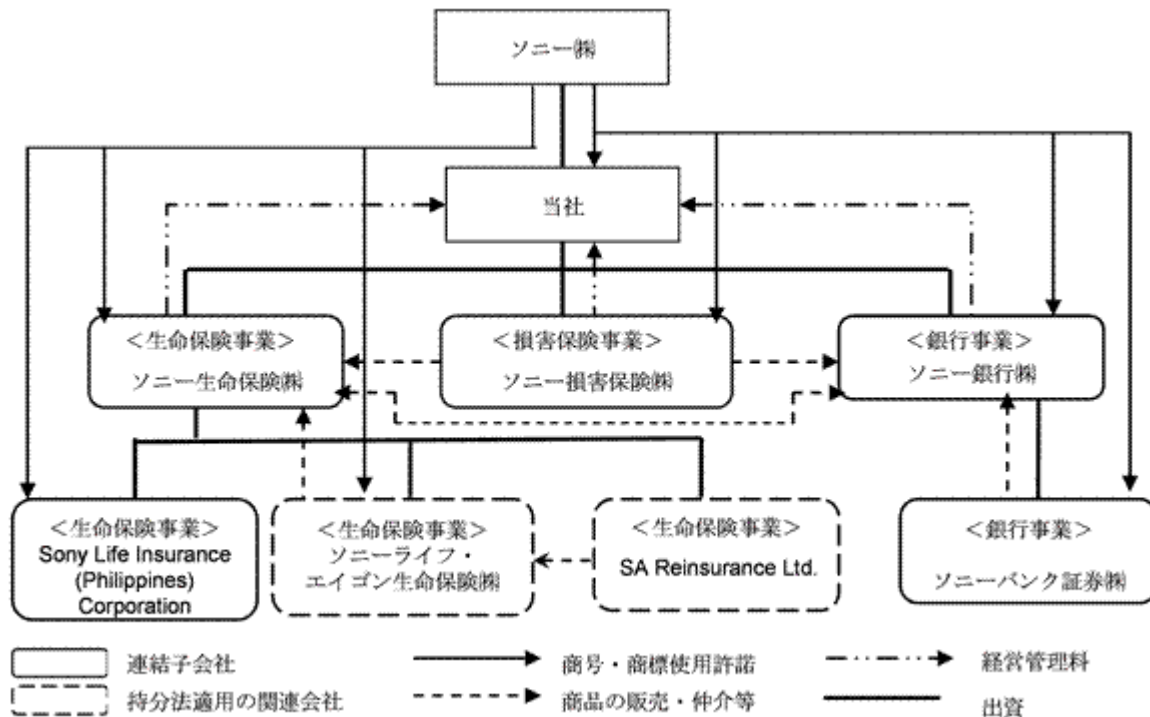 ソニー㈱
当社
＜生命保険事業＞
ソニー生命保険㈱
＜損害保険事業＞
ソニー損害保険㈱
＜銀行事業＞
ソニー銀行㈱
＜生命保険事業＞
Sony Life Insurance
(Philippines)
Corporation
＜生命保険事業＞
ソニーライフ・
エイゴン生命保険㈱
＜生命保険事業＞
SA Reinsurance Ltd.
＜銀行事業＞
ソニーバンク証券㈱
連結子会社
商号・商標使用許諾
経営管理料
持分法適用の関連会社
商品の販売・仲介等
出資